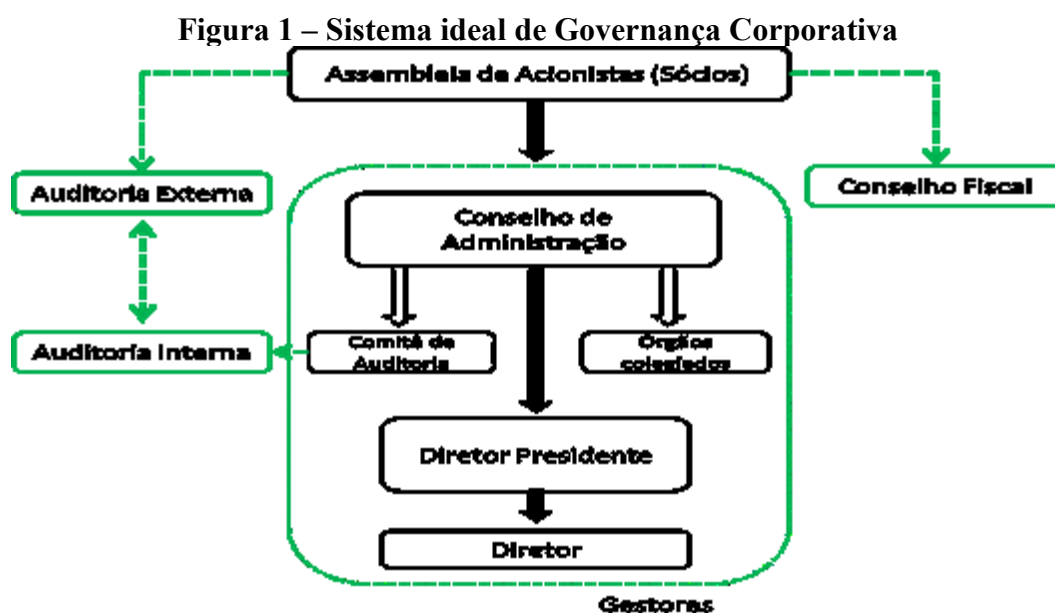 Figura 1 – Sistema ideal de Governança Corporativa
Assembleia de Acionistas (Sócios)
Auditoria Externa
Conselho Fiscal
Conselho de
Administração
Auditoria Interna
Comitê de
Auditoria
Órgãos
colegiados
Diretor Presidente
Diretor
Gestores